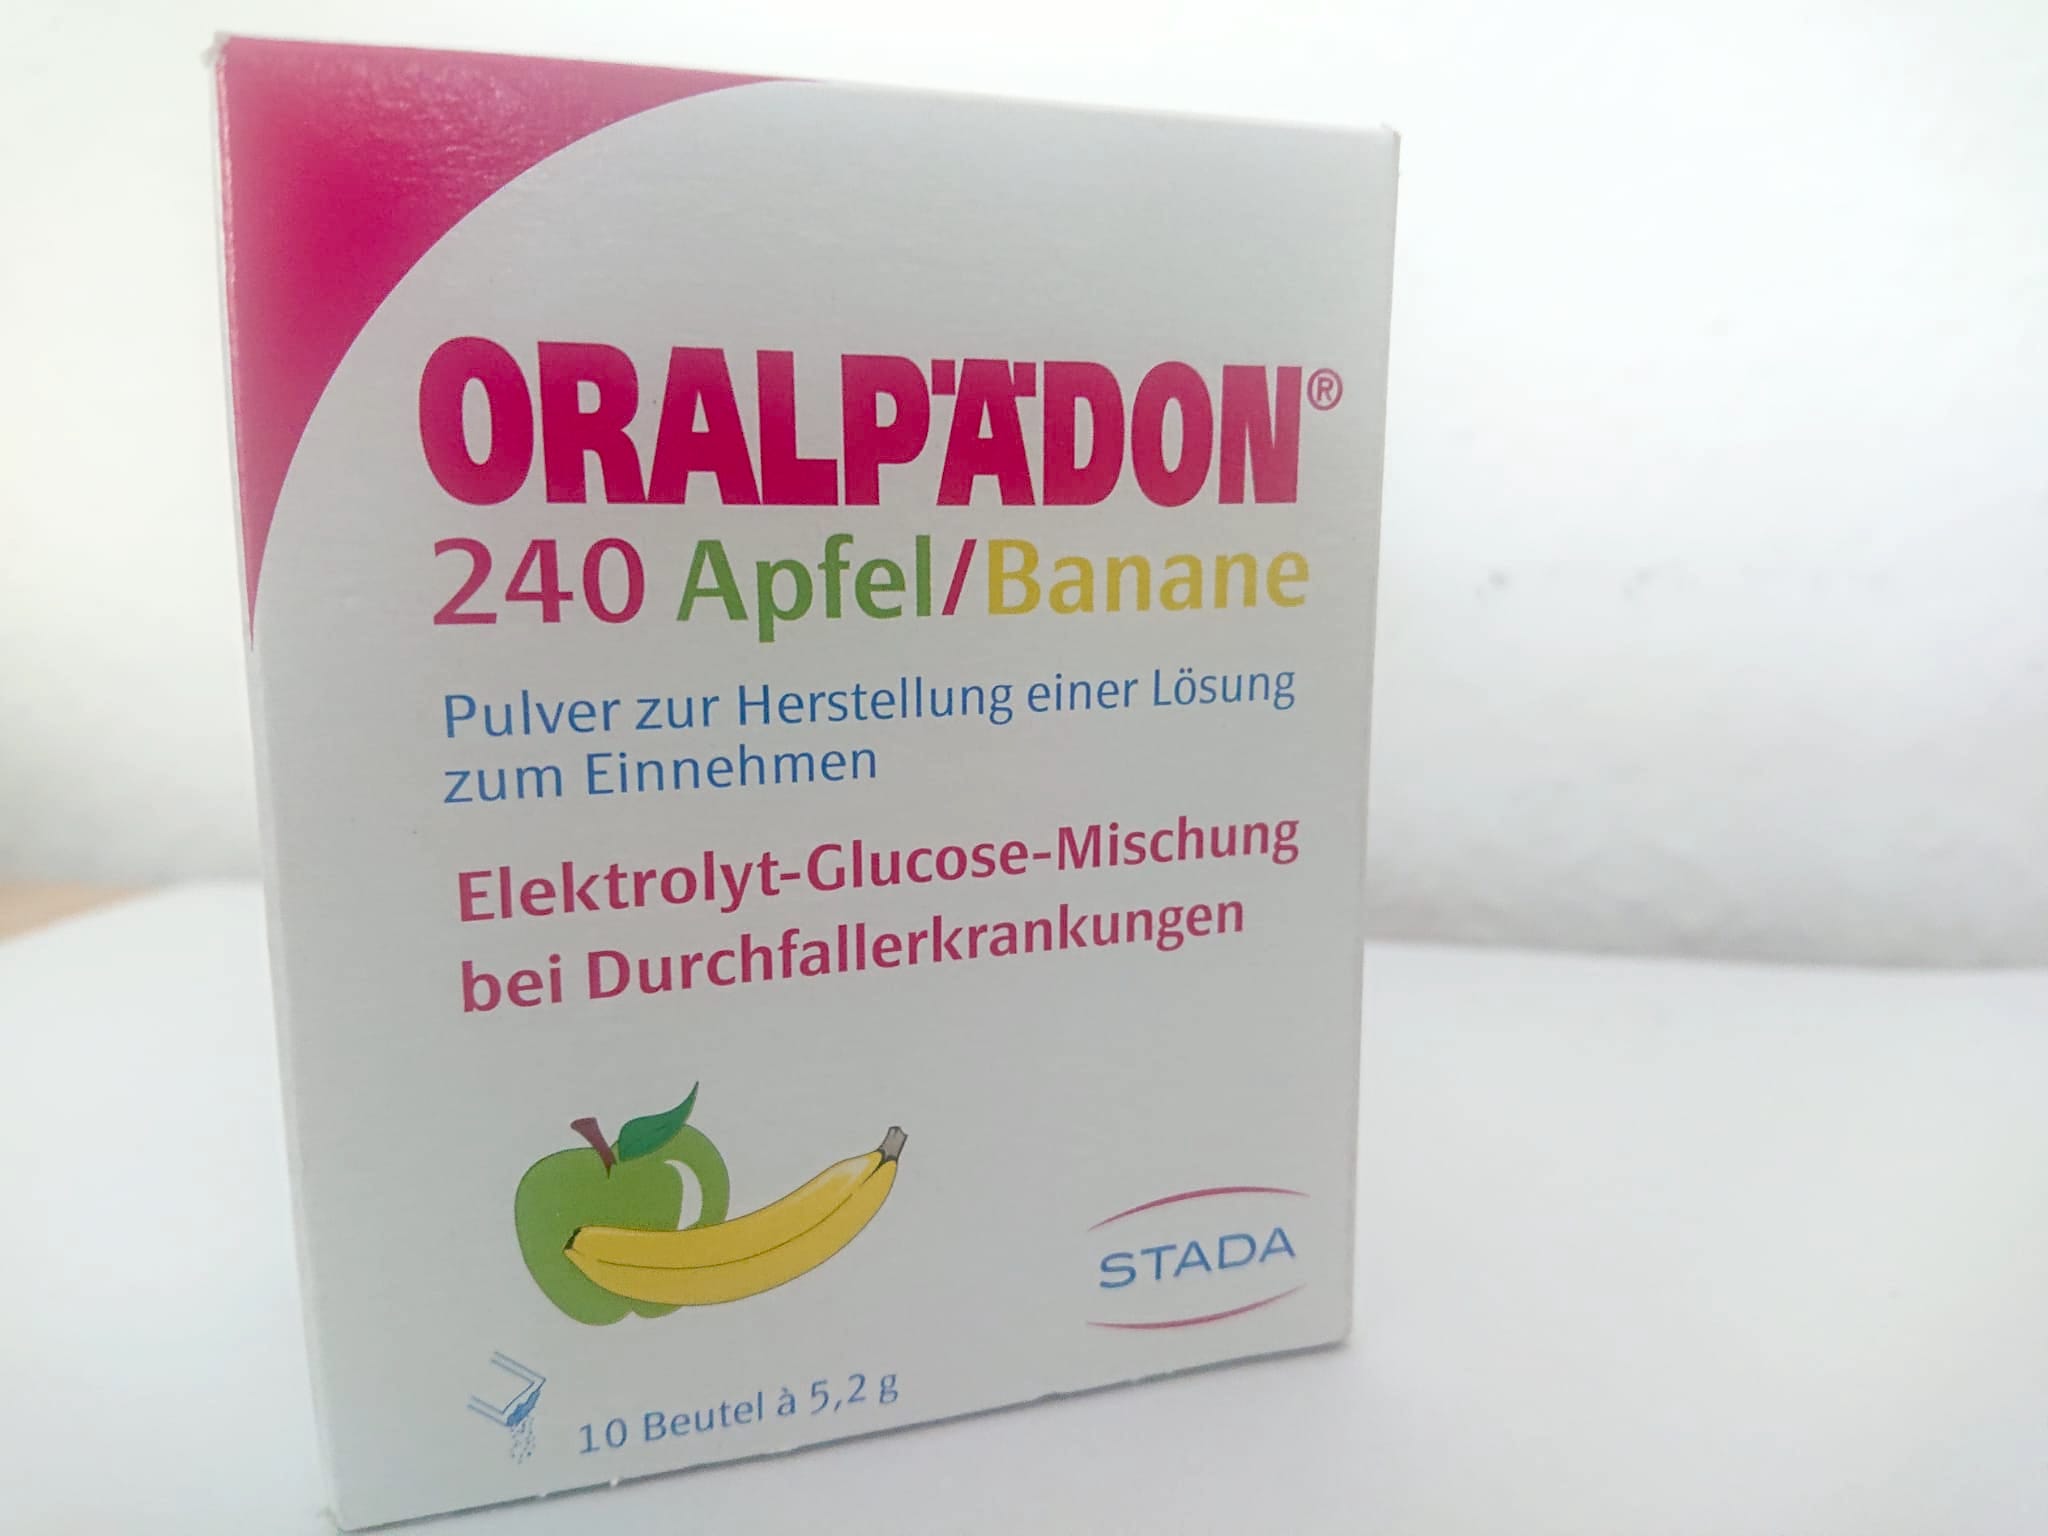 ORALPÄDON®
240 Apfel/Banane
Pulver zur Herstellung einer Lösung
zum Einnehmen
Elektrolyt-Glucose-Mischung
bei Durchfallerkrankungen
STADA
10 Beutel à 5,2 g